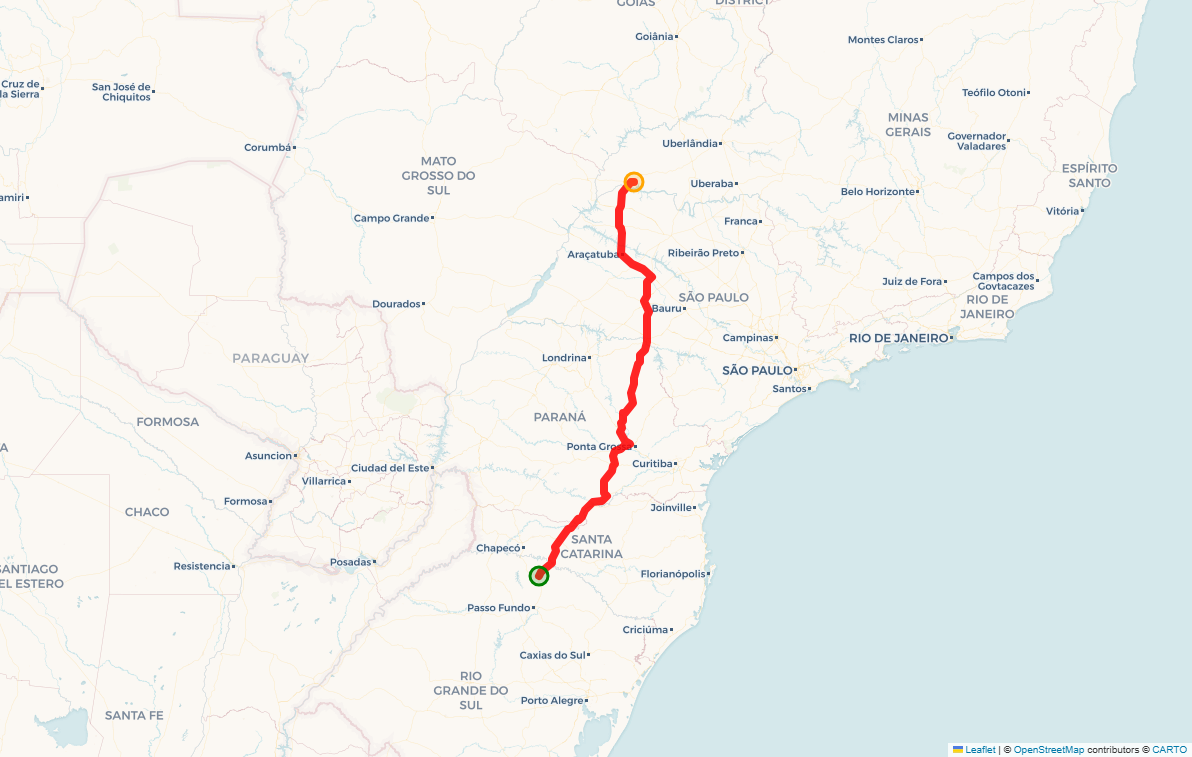 GOIÁS
DISTRICT
Goiânia
Montes Claros
Cruz de
la Sierra
San José de
Chiquitos
Teófilo Otoni
MINAS
GERAIS
Governador
Valadares
Corumbá
Uberlândia
MATO
GROSSO DO
SUL
ESPÍRITO
SANTO
Uberaba
Belo Horizonte
amiri
Vitória
Campo Grande
Franca
Araçatuba
Ribeirão Preto
Juiz de Fora
Campos dos
Goytacazes
SÃO PAULO
RIO DE
JANEIRO
Dourados
Bauru
Campinas
RIO DE JANEIRO
PARAGUAY
Londrina
SÃO PAULO
Santos
FORMOSA
PARANÁ
Ponta Grossa
Asuncion
Ciudad del Este
Curitiba
Villarrica
Formosa
CHACO
Joinville
SANTA
CATARINA
Chapecó
Resistencia
Posadas
SANTIAGO
EL ESTERO
Florianópolis
Passo Fundo
Criciúma
Caxias do Sul
RIO
GRANDE DO
SUL
Porto Alegre
SANTA FE
Leaflet | © OpenStreetMap contributors © CARTO